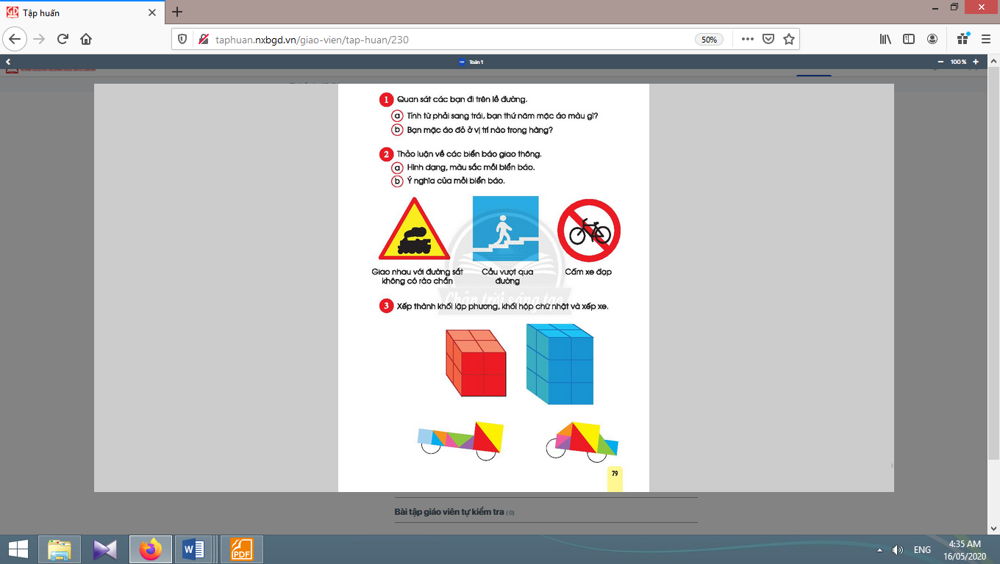 Tập huấn
taphuan.nxbgd.vn/giao-vien/tap-huan/230
50%
Toán 1
100 %
1 Quan sát các bạn đi trên lề đường.
a Tính từ phải sang trái, bạn thứ năm mặc áo màu gì?
b Bạn mặc áo đỏ ở vị trí nào trong hàng?
2 Thảo luận về các biển báo giao thông.
a Hình dạng, màu sắc mỗi biển báo.
b Ý nghĩa của mỗi biển báo.
Giao nhau với đường sắt
không có rào chắn
Cầu vượt qua
đường
Cấm xe đạp
Chân trời sáng tạo
3 Xếp thành khối lập phương, khối hộp chữ nhật và xếp xe.
79
Bài tập giáo viên tự kiểm tra ( 0)
PDF
ENG
4:35 AM
16/05/2020